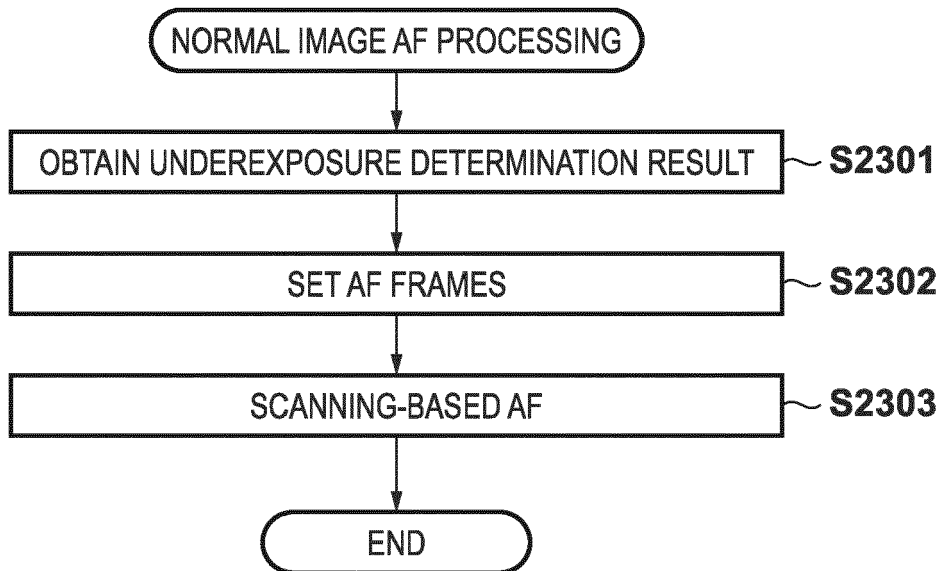 NORMAL IMAGE AF PROCESSING
OBTAIN UNDEREXPOSURE DETERMINATION RESULT S2301
SET AF FRAMES S2302
SCANNING-BASED AF S2303
END